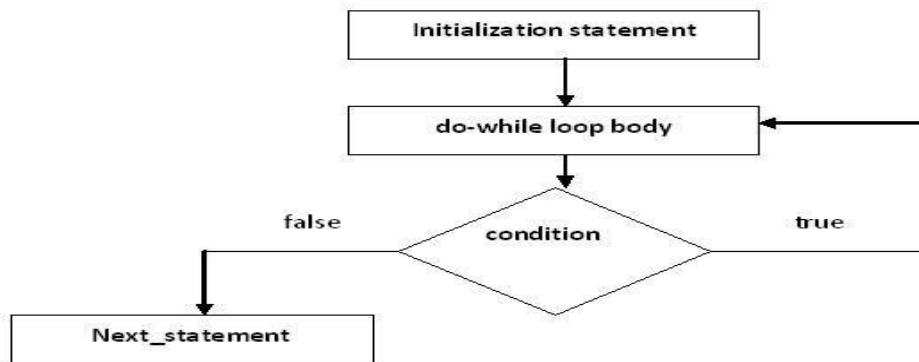 Initialization statement
do-while loop body
false
condition
true
Next_statement